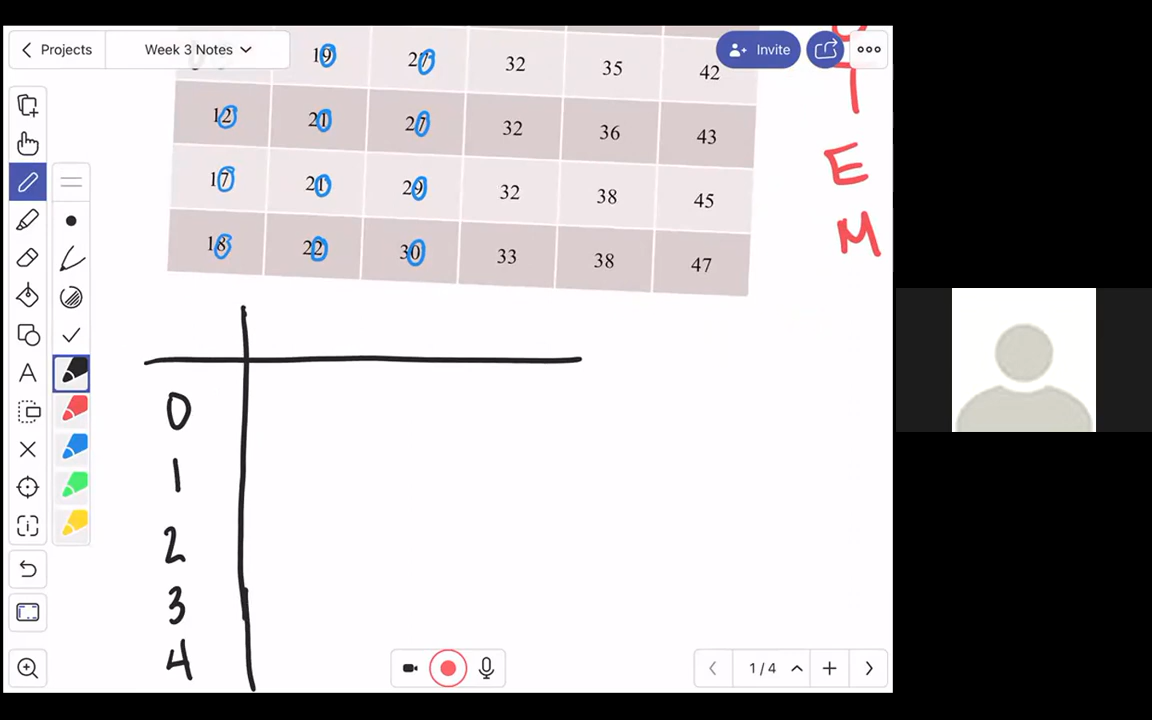 Projects Week 3 Notes Invite
19 27 32 35 42
12 21 27 32 36 43
17 21 29 32 38 45
18 22 30 33 38 47
T
E
M
0
1
2
3
4
A
1/4